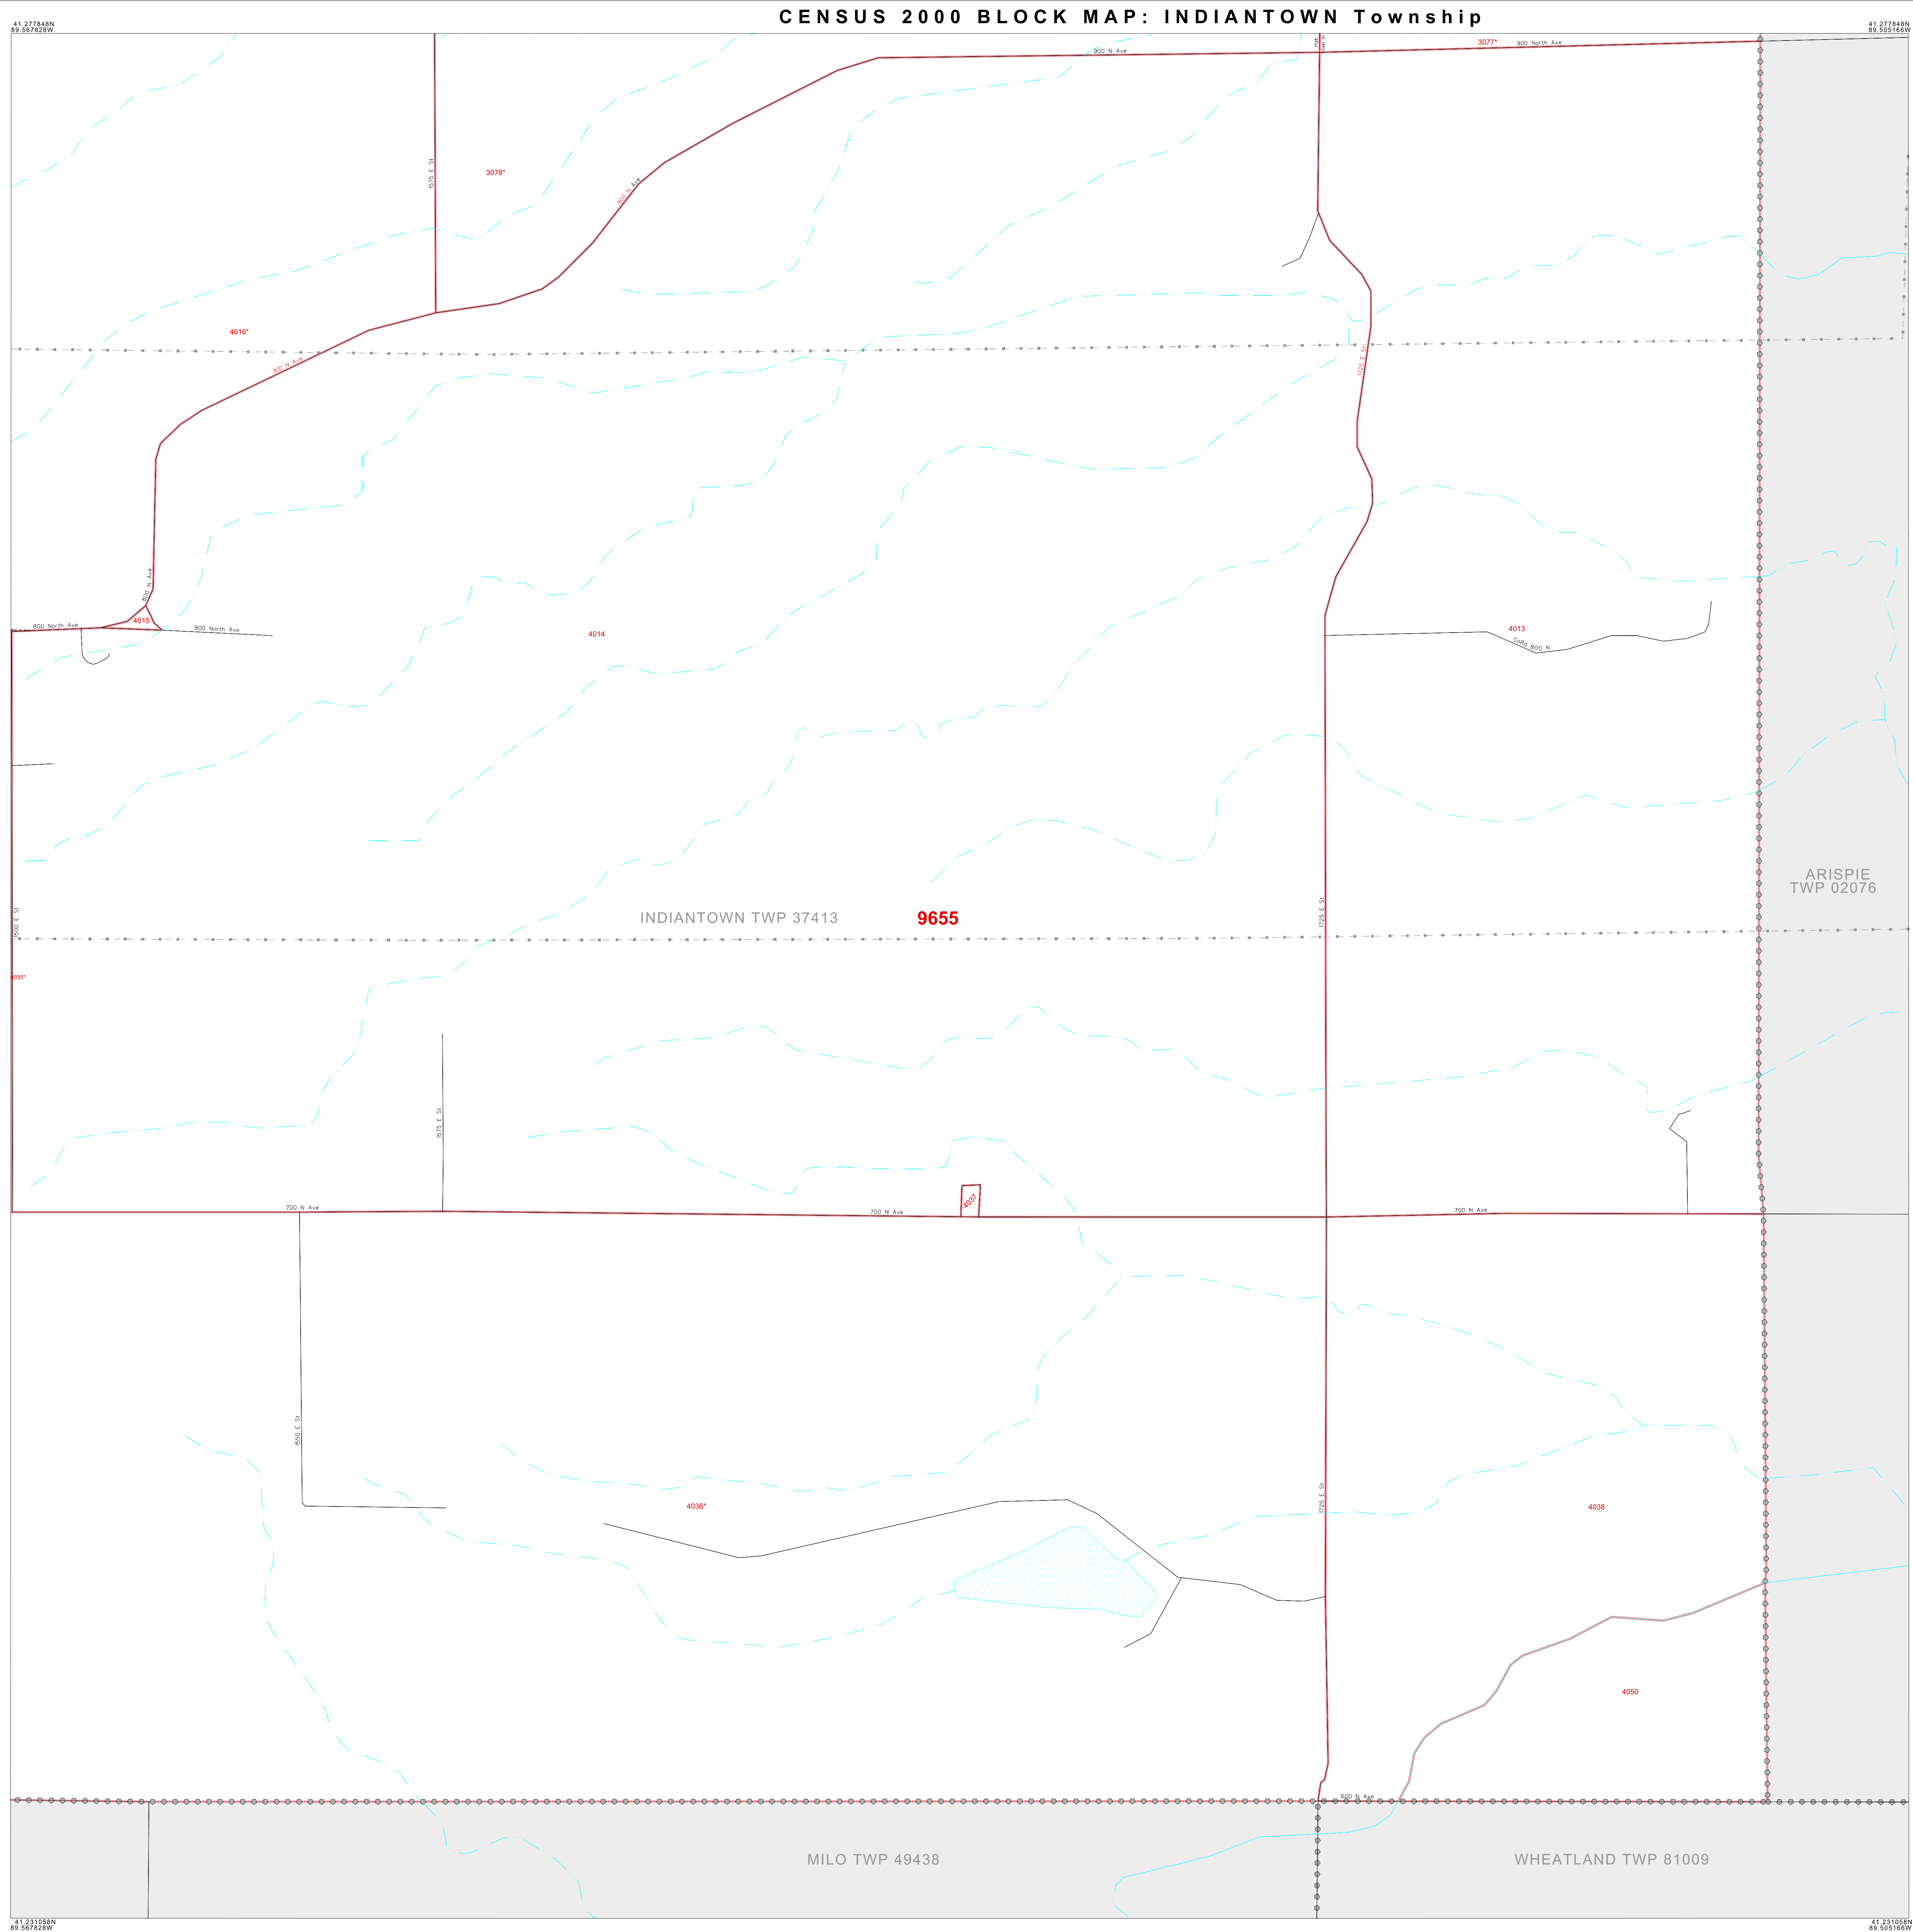 CENSUS 2000 BLOCK MAP: INDIANTOWN Township
41.277848N
89.567828W
41.277848N
89.505166W
900 N Ave
3077*
900 North Ave
1575 E St
3078*
900 N Ave
4016*
810 N Ave
1725 E St
800 N Ave
4015
800 North Ave
800 North Ave
4014
4013
CoRd 800 N
ARISPIE
TWP 02076
1500 E St
INDIANTOWN TWP 37413
9655
1725 E St
4035*
1575 E St
4037
700 N Ave
700 N Ave
700 N Ave
1550 E St
4036*
1725 E St
4038
4050
600 N Ave
MILO TWP 49438
WHEATLAND TWP 81009
41.231058N
89.567828W
41.231058N
89.505166W